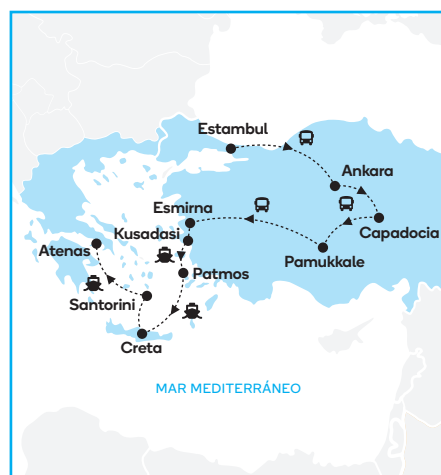 Estambul
Ankara
Esmirna
Kusadasi
Capadocia
Atenas
Pamukkale
Patmos
Santorini
Creta
MAR MEDITERRÁNEO